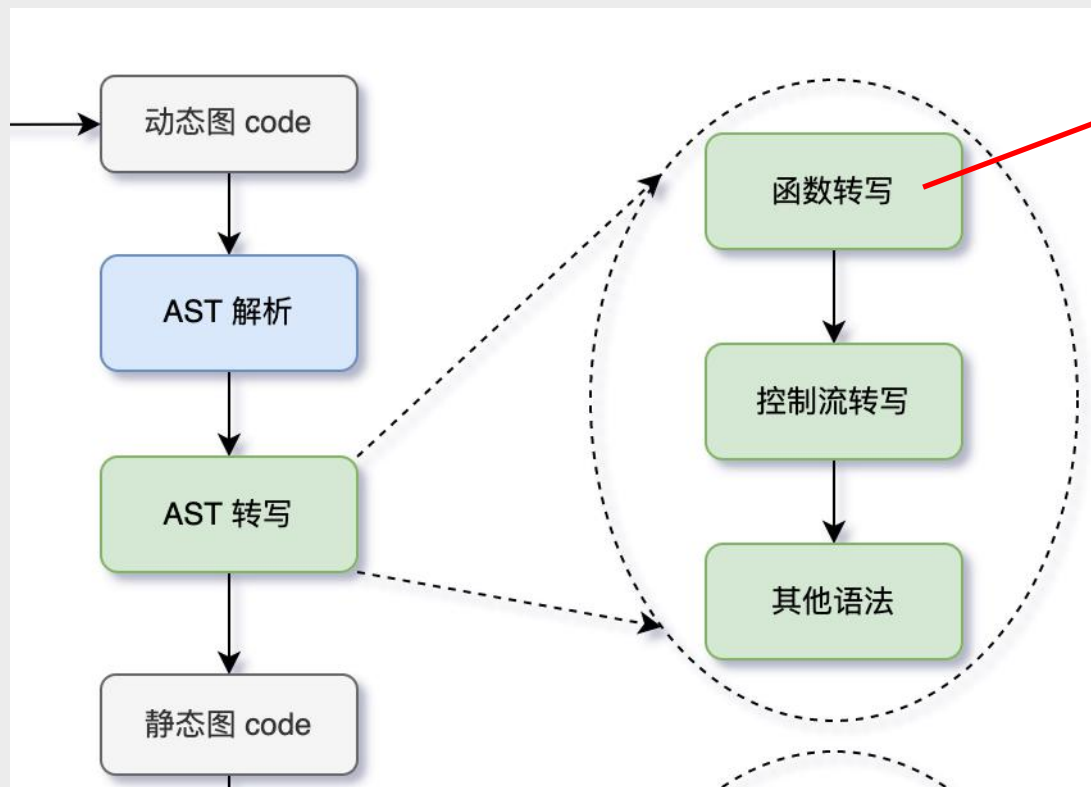 动态图 code
AST 解析
AST 转写
静态图 code
函数转写
控制流转写
其他语法